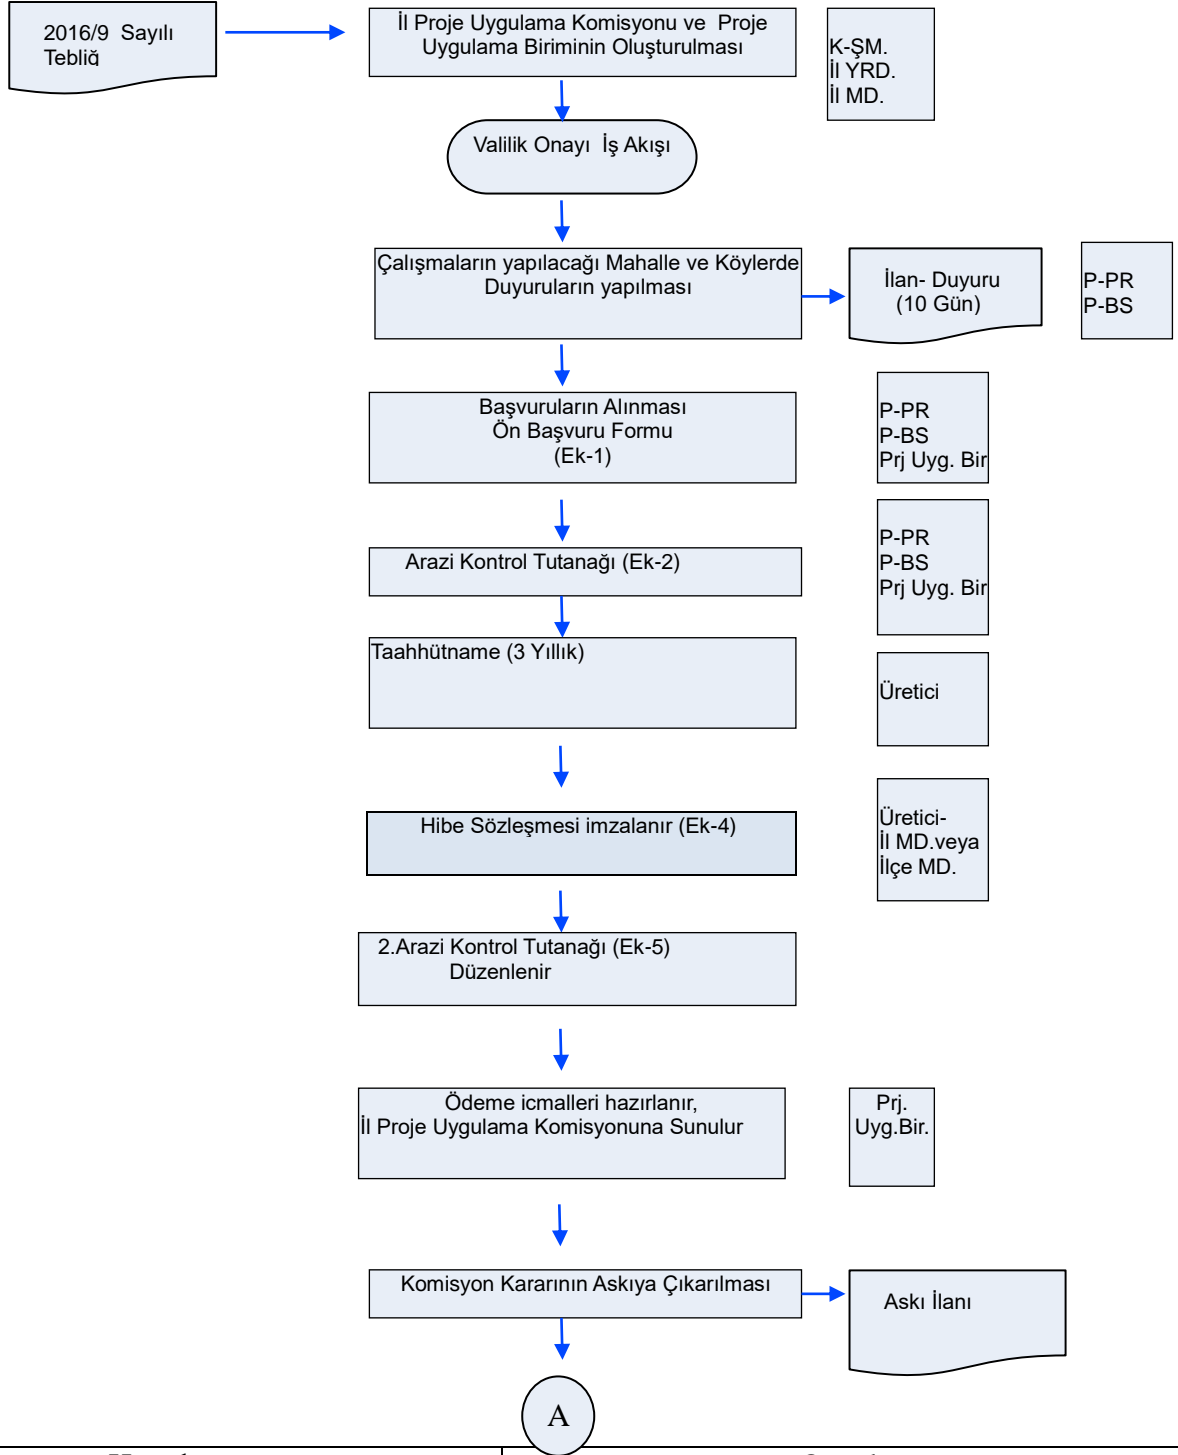 2016/9 Sayılı
Tebliğ
İl Proje Uygulama Komisyonu ve Proje
Uygulama Biriminin Oluşturulması
K-ŞM.
İl YRD.
İl MD.
Valilik Onayı İş Akışı
Çalışmaların yapılacağı Mahalle ve Köylerde
Duyuruların yapılması
İlan- Duyuru
(10 Gün)
P-PR
P-BS
Başvuruların Alınması
Ön Başvuru Formu
(Ek-1)
P-PR
P-BS
Prj Uyg. Bir
Arazi Kontrol Tutanağı (Ek-2)
P-PR
P-BS
Prj Uyg. Bir
Taahhütname (3 Yıllık)
Üretici
Hibe Sözleşmesi imzalanır (Ek-4)
Üretici-
İl MD.veya
İlçe MD.
2.Arazi Kontrol Tutanağı (Ek-5)
Düzenlenir
Ödeme icmalleri hazırlanır,
İl Proje Uygulama Komisyonuna Sunulur
Prj.
Uyg.Bir.
Komisyon Kararının Askıya Çıkarılması
Askı İlanı
A